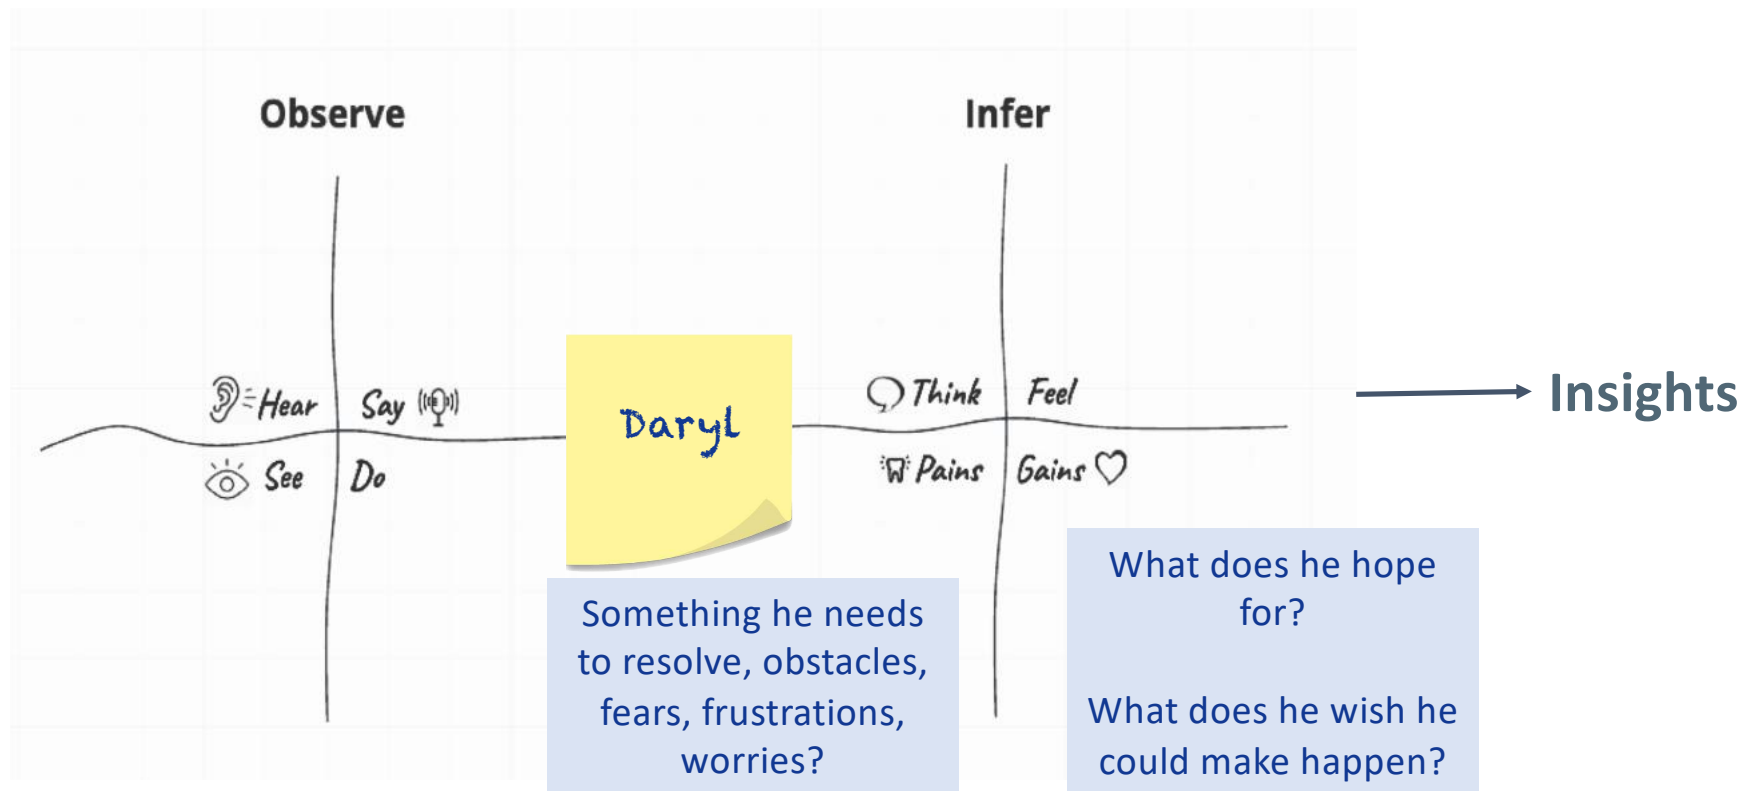 Observe
Infer
Hear
Say
See
Do
Daryl
Think
Feel
Pains
Gains
Insights
Something he needs
to resolve, obstacles,
fears, frustrations,
worries?
What does he hope
for?
What does he wish he
could make happen?